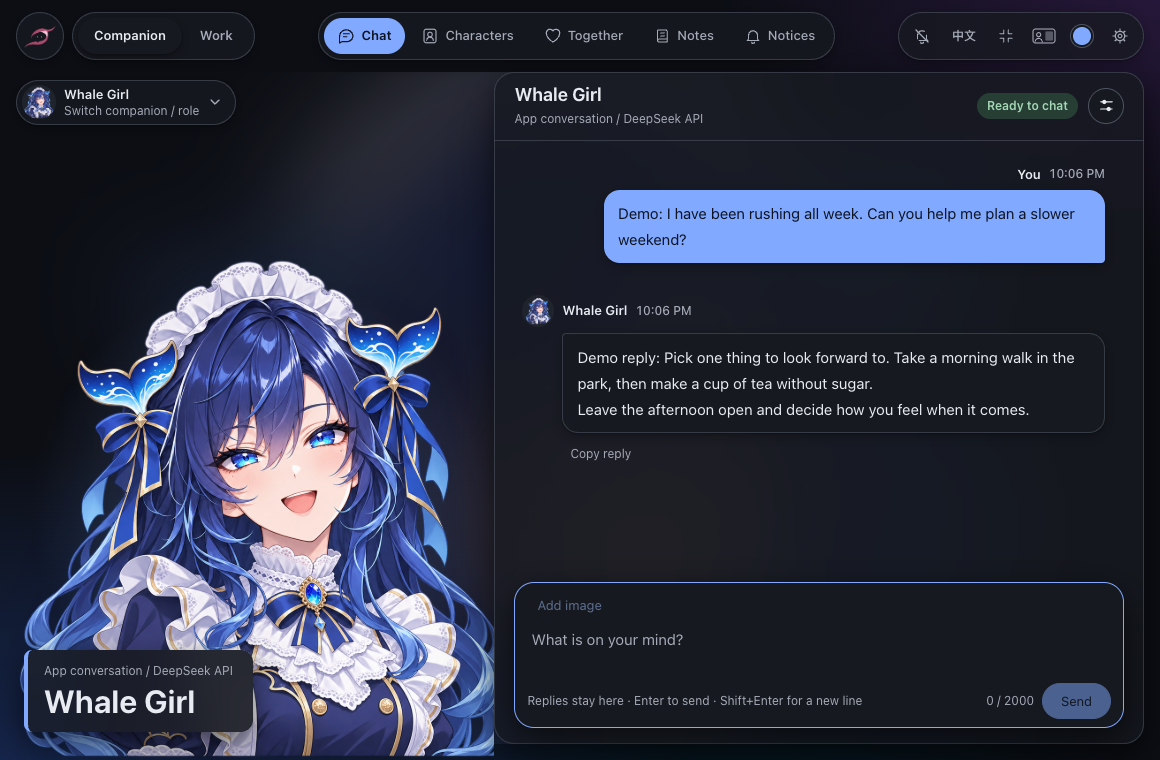 Companion
Work
Chat
Characters
Together
Notes
Notices
中文
Whale Girl
Switch companion / role
Whale Girl
App conversation / DeepSeek API
Ready to chat
You 10:06 PM
Demo: I have been rushing all week. Can you help me plan a slower
weekend?
Whale Girl 10:06 PM
Demo reply: Pick one thing to look forward to. Take a morning walk in the
park, then make a cup of tea without sugar.
Leave the afternoon open and decide how you feel when it comes.
Copy reply
App conversation / DeepSeek API
Whale Girl
Add image
What is on your mind?
Replies stay here · Enter to send · Shift+Enter for a new line
0 / 2000
Send